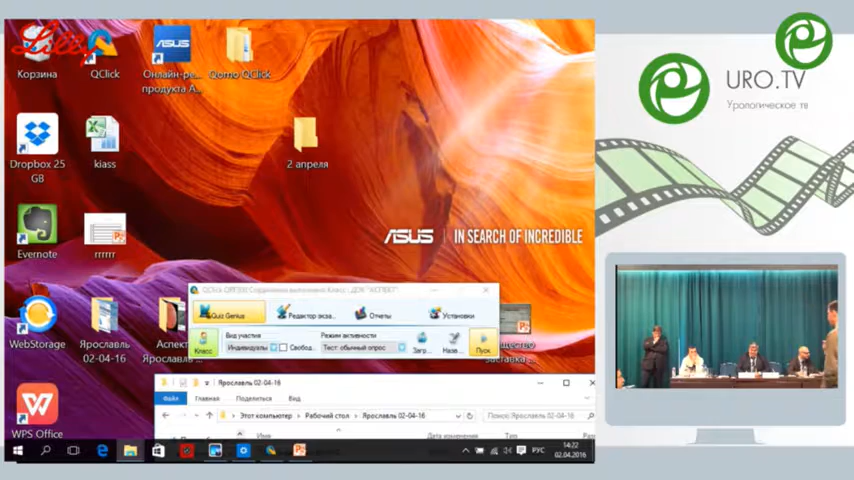 Lilly
Корзина
QClick
ASUS
Онлайн-ре...
продукта A...
Qomo QClick
Dropbox 25
GB
kiass
2 апреля
Evernote
rrrrrr
ASUS IN SEARCH OF INCREDIBLE
WebStorage
Ярославль
02-04-16
Аспект
Ярославль
Quiz Genius
Редактор экза...
Отчеты
Установки
Класс
Вид участия
Индивидуаль
Свобод.
Режим активности
Тест: обычный опрос
Загр...
Назв...
Пуск
заставка ...
WPS Office
Ярославль 02-04-16
Файл
Главная
Поделиться
Вид
Этот компьютер
Рабочий стол
Ярославль 02-04-16
Поиск: Ярославль 02-04-16
Имя
Дата изменения
Тип
РУС
14:22
02.04.2016
URO.TV
Урологическое тв